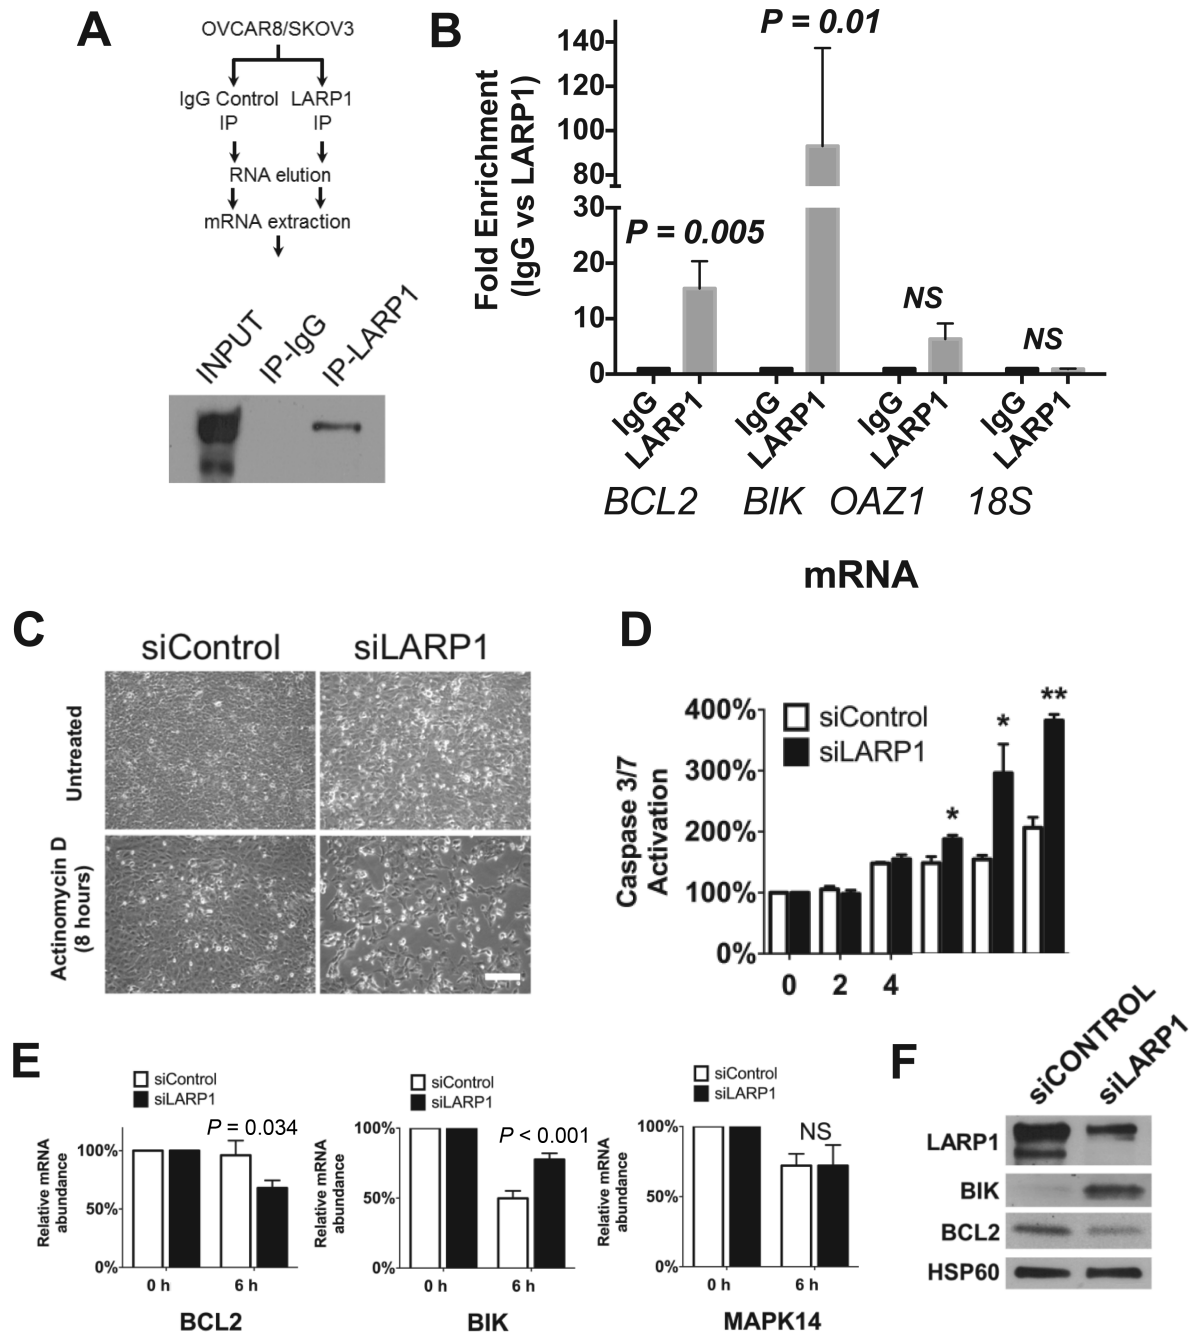 A
OVCAR8/SKOV3
IgG Control LARP1
IP IP
RNA elution
mRNA extraction
INPUT
IP-IgG
IP-LARP1
B
Fold Enrichment
(IgG vs LARP1)
140
120
100
80
30
20
10
0
P = 0.005
P = 0.01
NS
NS
IgG
LARP1
IgG
LARP1
IgG
LARP1
IgG
LARP1
BCL2 BIK OAZ1 18S
mRNA
C
siControl siLARP1
Untreated
Actinomycin D
(8 hours)
D
Caspase 3/7
Activation
400%
300%
200%
100%
0%
siControl
siLARP1
*
*
**
0 2 4
E
siControl
siLARP1
P = 0.034
Relative mRNA
abundance
100%
50%
0%
0 h 6 h
BCL2
siControl
siLARP1
P < 0.001
Relative mRNA
abundance
100%
50%
0%
0 h 6 h
BIK
siControl
siLARP1
NS
Relative mRNA
abundance
100%
50%
0%
0 h 6 h
MAPK14
F
siCONTROL
siLARP1
LARP1
BIK
BCL2
HSP60